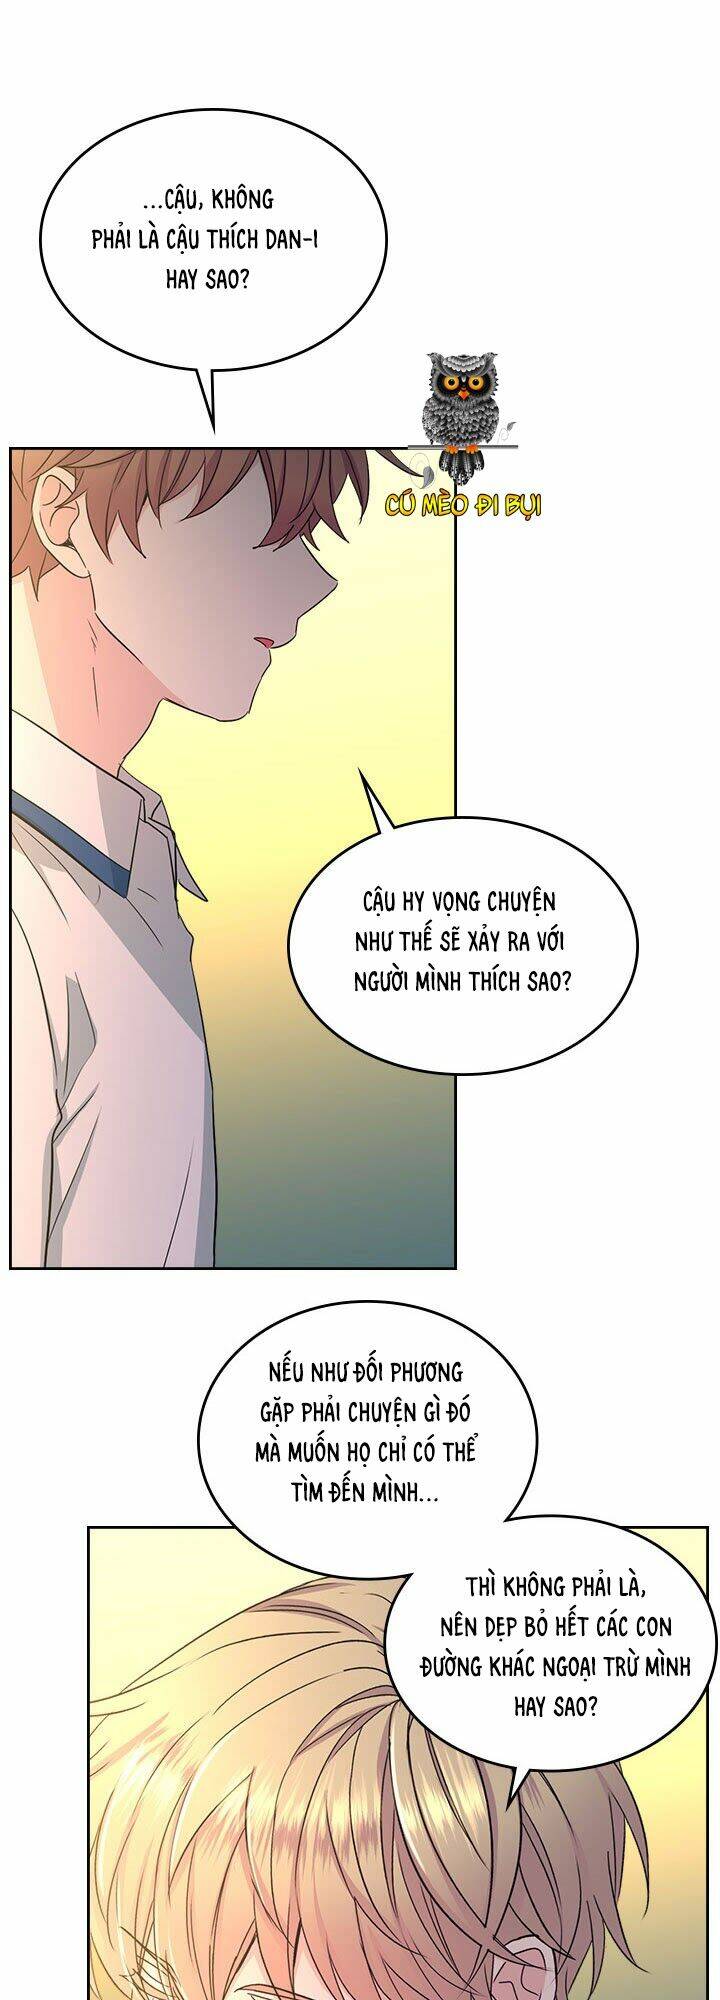 ...CẬU, KHÔNG
PHẢI LÀ CẬU THÍCH DAN-I
HAY SAO?
CÚ MÈO ĐI BỤI
CẬU HY VỌNG CHUYỆN
NHƯ THẾ SẼ XẢY RA VỚI
NGƯỜI MÌNH THÍCH SAO?
NẾU NHƯ ĐỐI PHƯƠNG
GẶP PHẢI CHUYỆN GÌ ĐÓ
MÀ MUỐN HỌ CHỈ CÓ THỂ
TÌM ĐẾN MÌNH...
THÌ KHÔNG PHẢI LÀ,
NÊN DẸP BỎ HẾT CÁC CON
ĐƯỜNG KHÁC NGOẠI TRỪ MÌNH
HAY SAO?